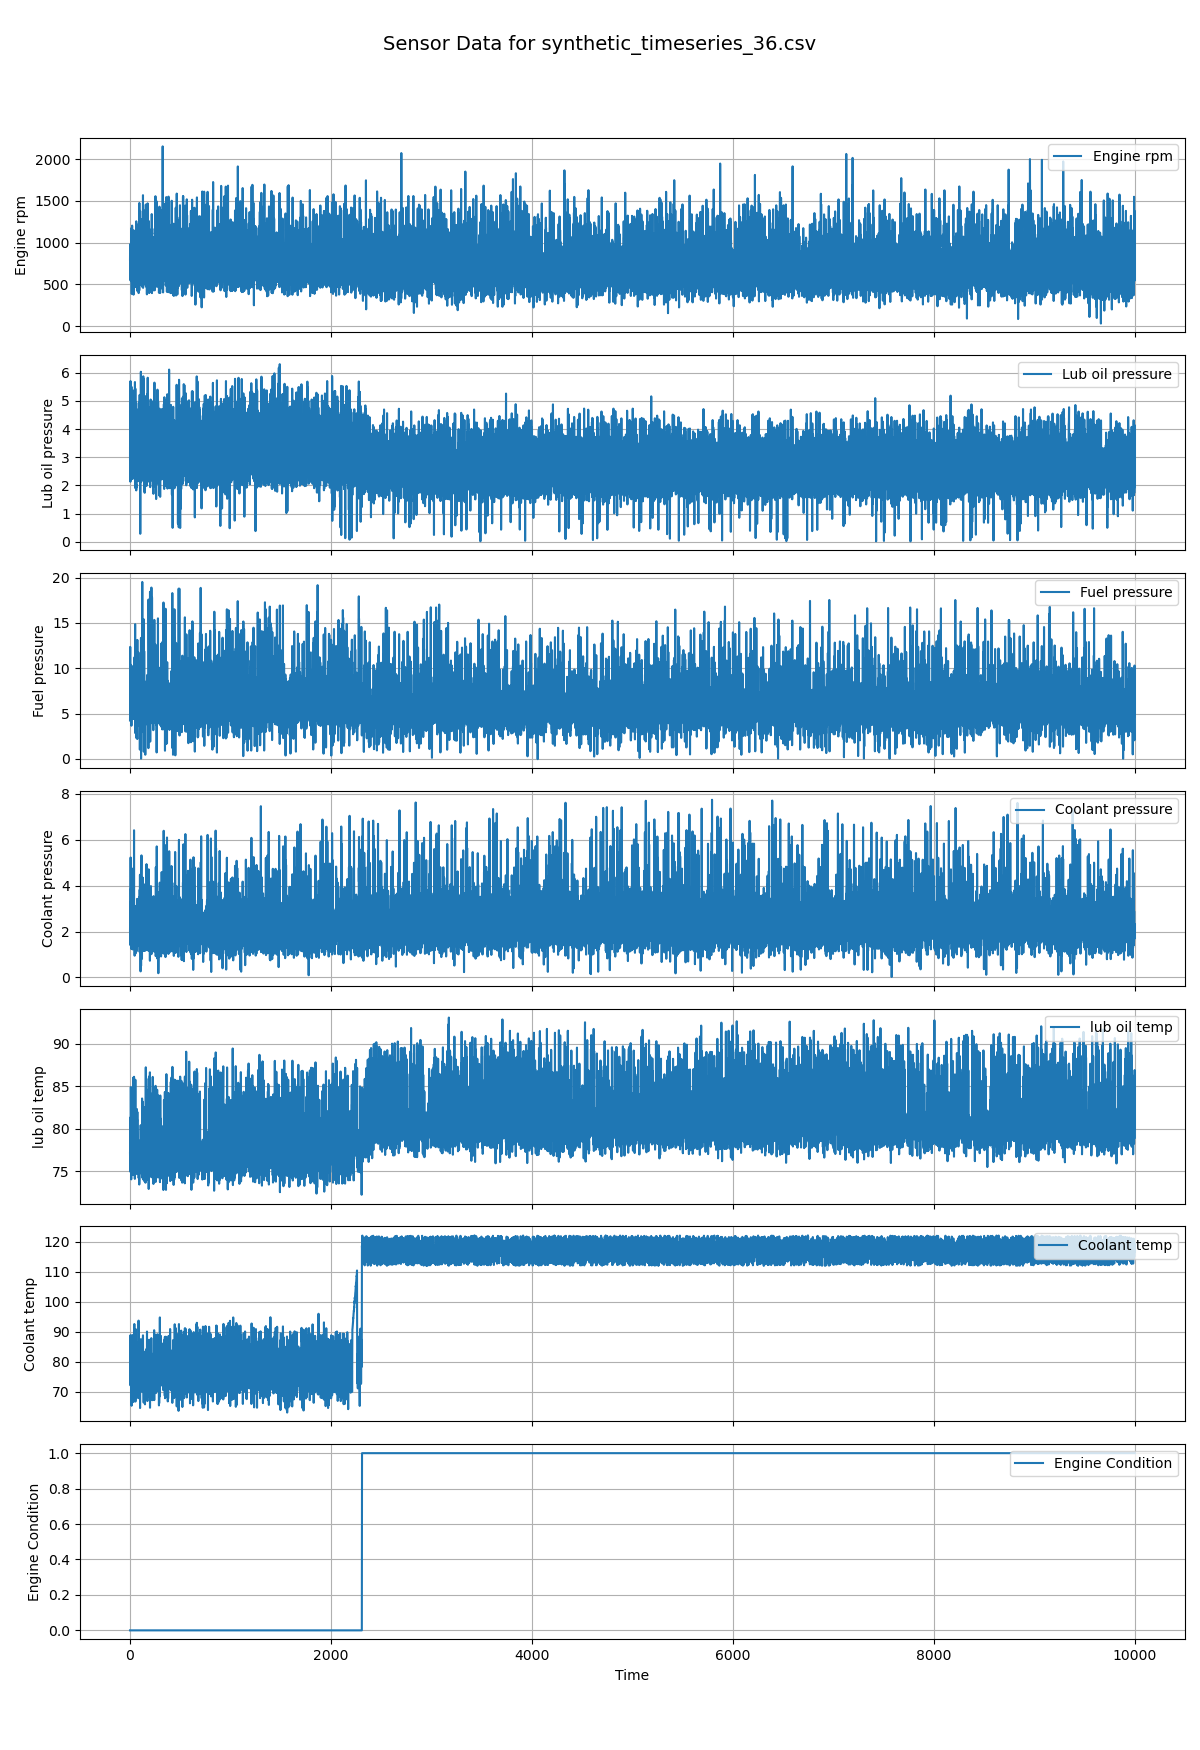 Sensor Data for synthetic_timeseries_36.csv
Engine rpm
2000
1500
1000
500
0
Engine rpm
Lub oil pressure
6
5
4
3
2
1
0
Lub oil pressure
Fuel pressure
20
15
10
5
0
Fuel pressure
Coolant pressure
8
6
4
2
0
Coolant pressure
lub oil temp
90
85
80
75
lub oil temp
Coolant temp
120
110
100
90
80
70
Coolant temp
Engine Condition
1.0
0.8
0.6
0.4
0.2
0.0
Engine Condition
0 2000 4000 6000 8000 10000
Time